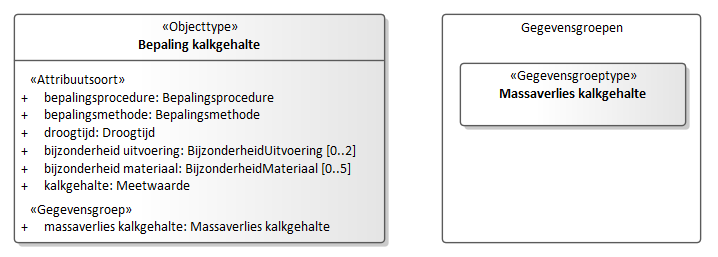 «Objecttype»
Bepaling kalkgehalte
«Attribuutsoort»
+ bepalingsprocedure: Bepalingsprocedure
+ bepalingsmethode: Bepalingsmethode
+ droogtijd: Droogtijd
+ bijzonderheid uitvoering: BijzonderheidUitvoering [0..2]
+ bijzonderheid materiaal: BijzonderheidMateriaal [0..5]
+ kalkgehalte: Meetwaarde
«Gegevensgroep»
+ massaverlies kalkgehalte: Massaverlies kalkgehalte
Gegevensgroepen
«Gegevensgroeptype»
Massaverlies kalkgehalte